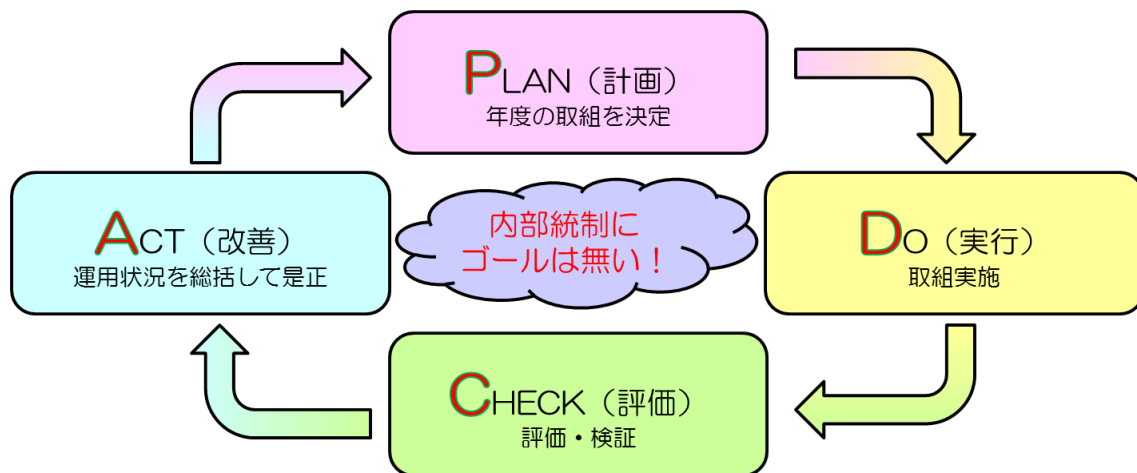 PLAN（計画）
年度の取組を決定
DO（実行）
取組実施
CHECK（評価）
評価・検証
ACT（改善）
運用状況を総括して是正
内部統制に
ゴールは無い！